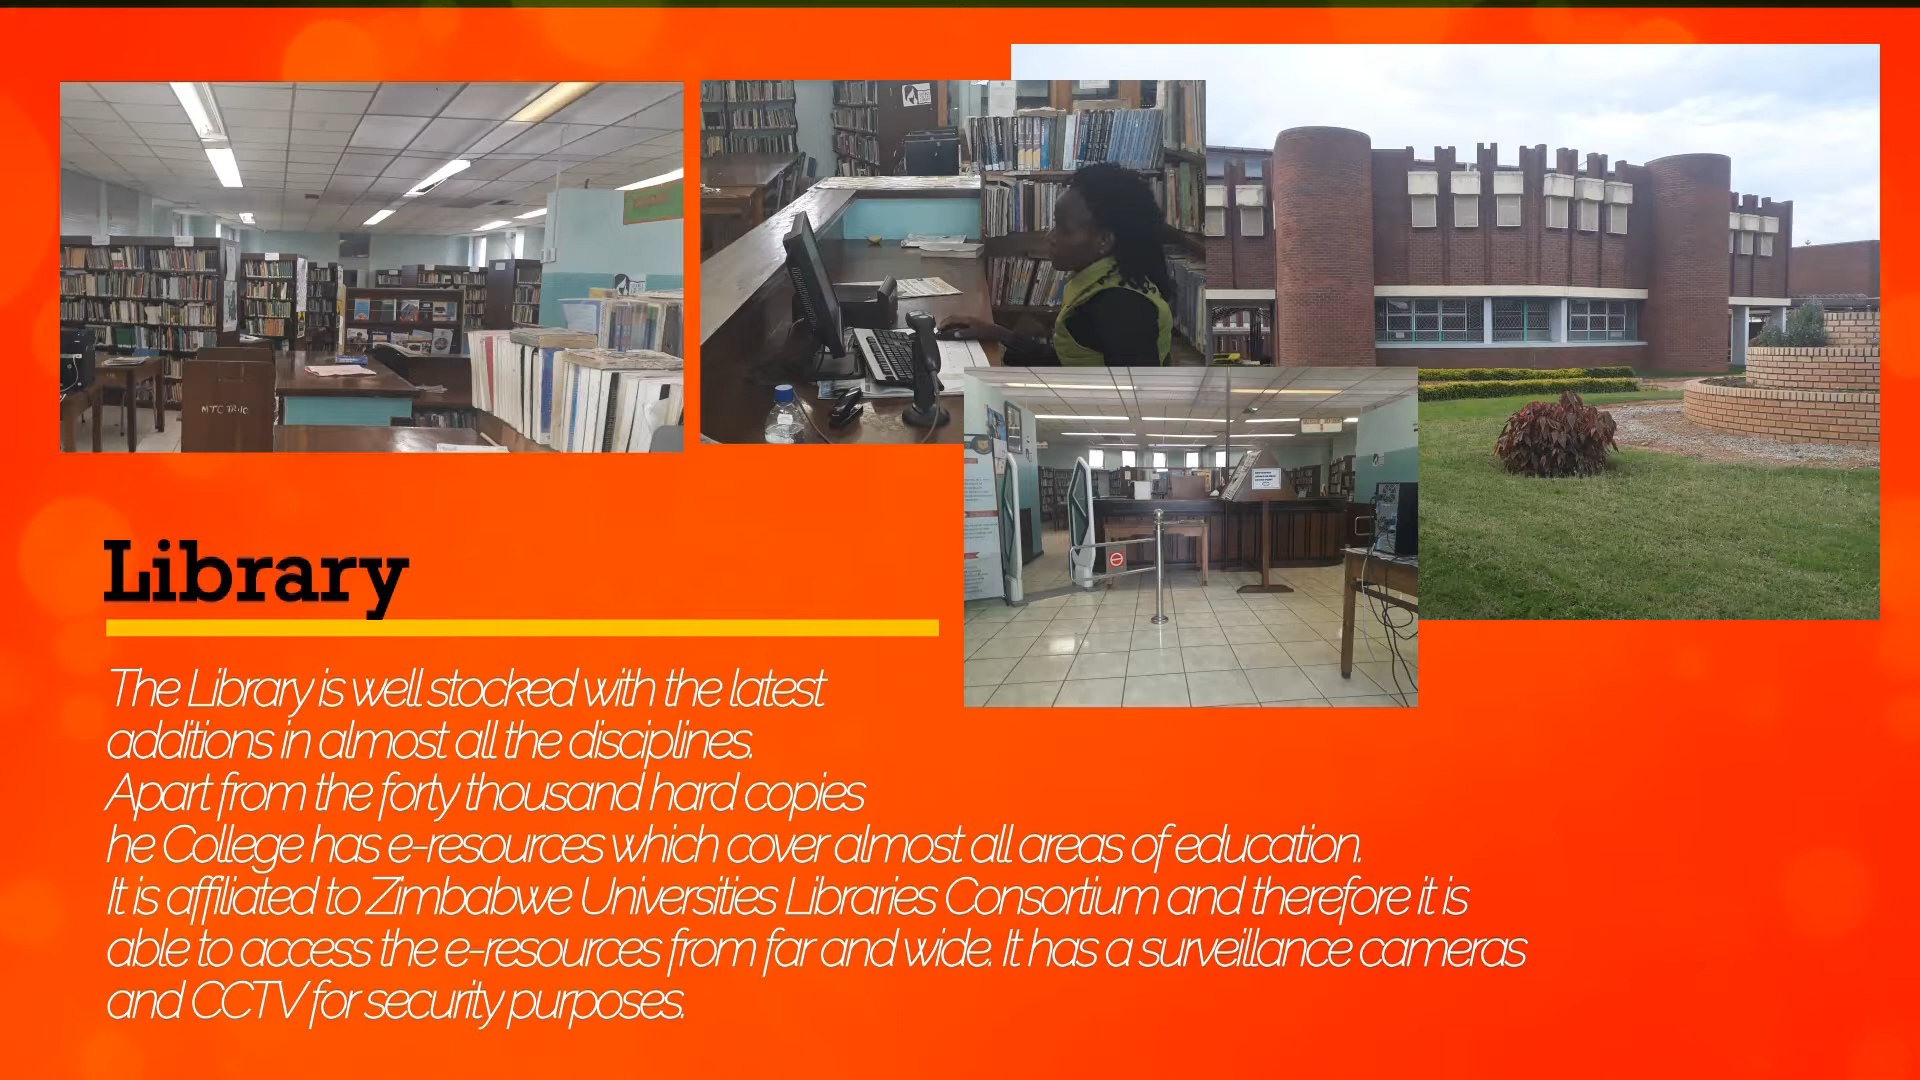 MTC TR/C
Library
The Library is well stocked with the latest
additions in almost all the disciplines.
Apart from the forty thousand hard copies
he College has e-resources which cover almost all areas of education.
It is affiliated to Zimbabwe Universities Libraries Consortium and therefore it is
able to access the e-resources from far and wide. It has a surveillance cameras
and CCTV for security purposes.